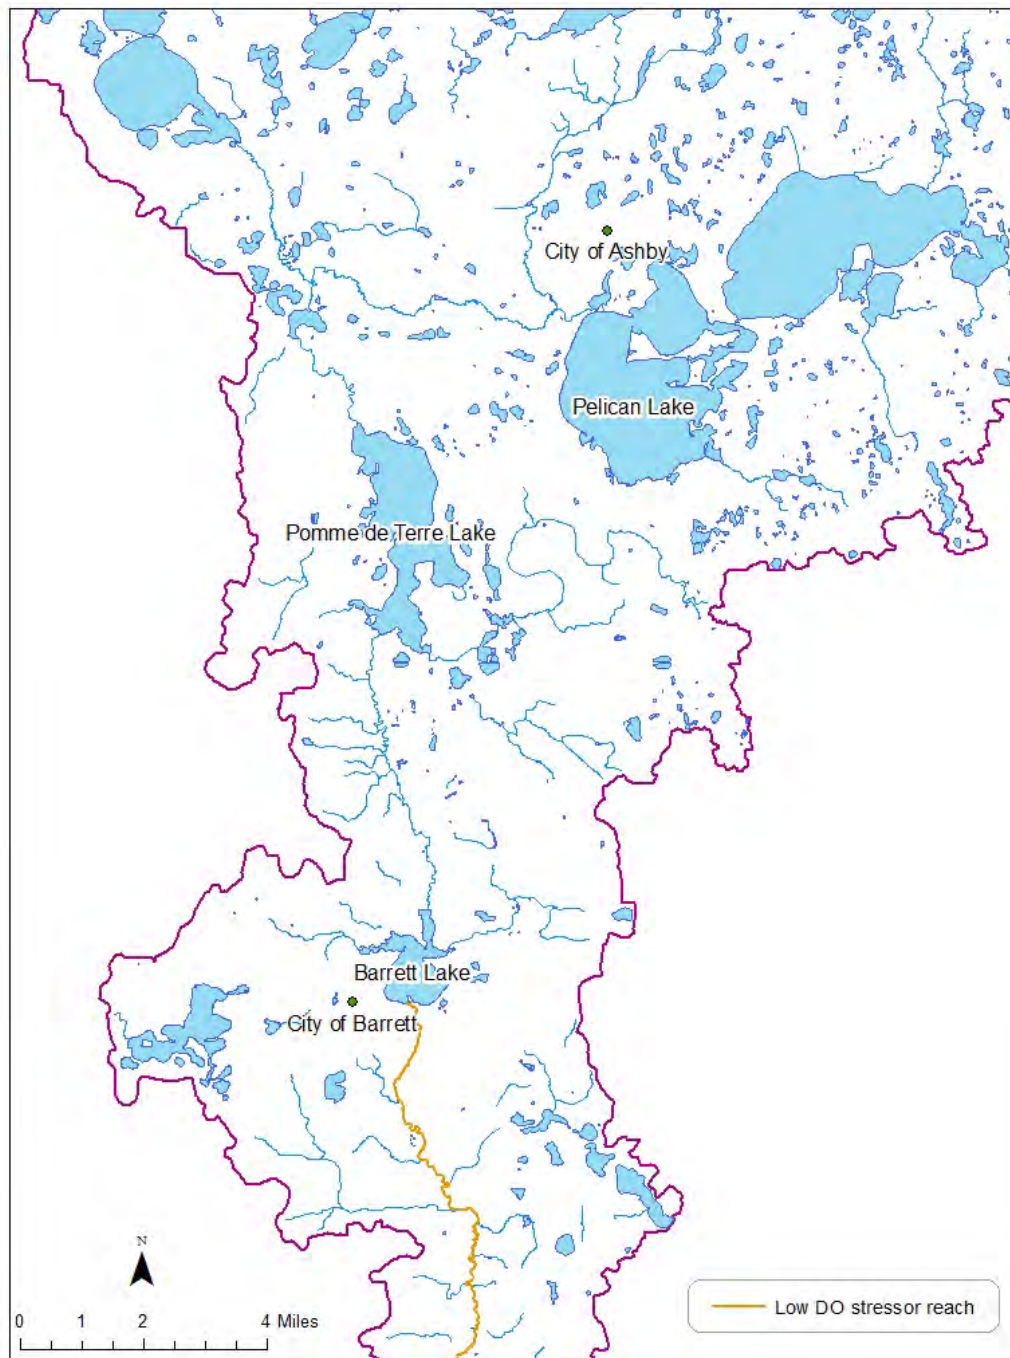 City of Ashby
Pelican Lake
Pomme de Terre Lake
Barrett Lake
City of Barrett
N
0 1 2 4 Miles
Low DO stressor reach